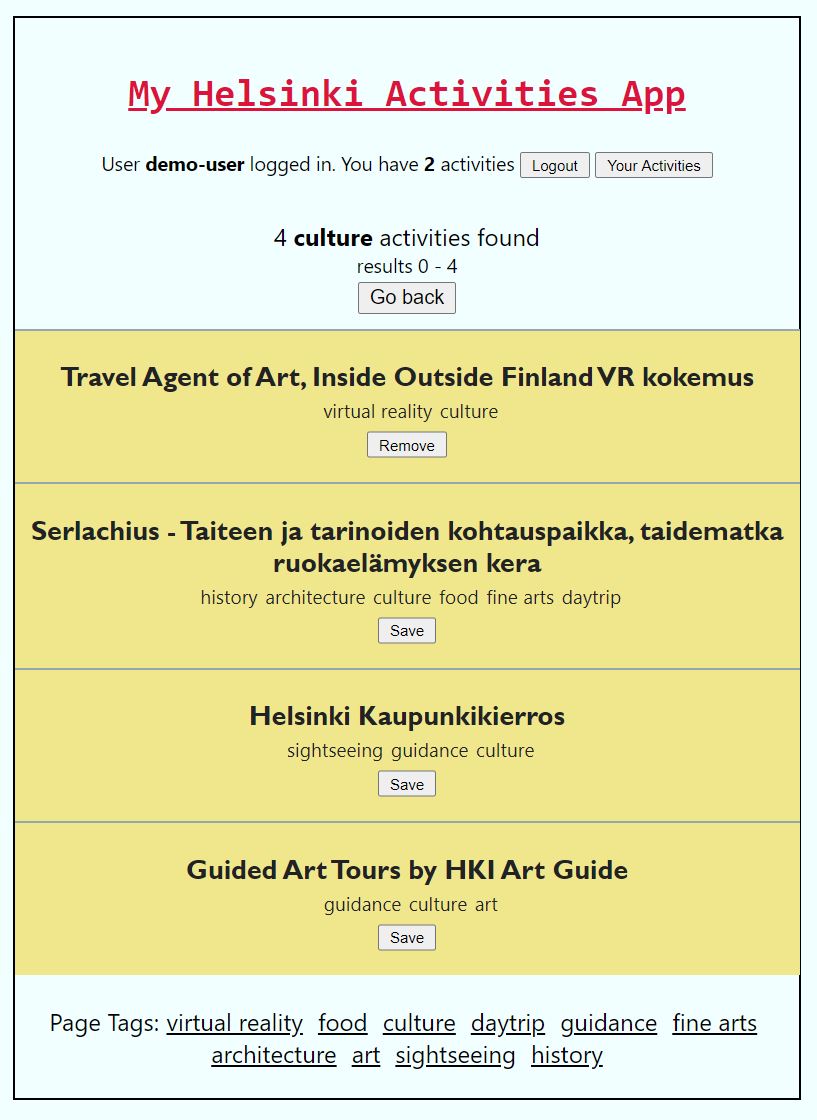 My Helsinki Activities App
User demo-user logged in. You have 2 activities Logout Your Activities
4 culture activities found
results 0 - 4
Go back
Travel Agent of Art, Inside Outside Finland VR kokemus
virtual reality culture
Remove
Serlachius - Taiteen ja tarinoiden kohtauspaikka, taidematka
ruokaelämyksen kera
history architecture culture food fine arts daytrip
Save
Helsinki Kaupunkikierros
sightseeing guidance culture
Save
Guided Art Tours by HKI Art Guide
guidance culture art
Save
Page Tags: virtual reality food culture daytrip guidance fine arts
architecture art sightseeing history